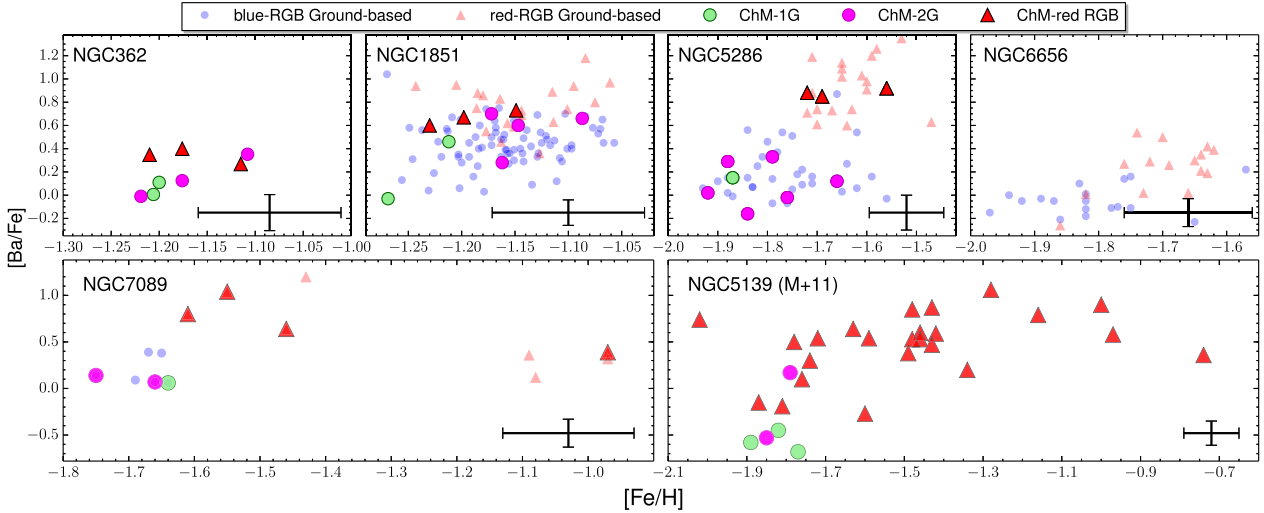 blue-RGB Ground-based red-RGB Ground-based ChM-1G ChM-2G ChM-red RGB
NGC362 NGC1851 NGC5286 NGC6656
1.2
1.0
0.8
0.6
0.4
0.2
0.0
−0.2
−1.30 −1.25 −1.20 −1.15 −1.10 −1.05 −1.00 −1.25 −1.20 −1.15 −1.10 −1.05 −2.0 −1.9 −1.8 −1.7 −1.6 −1.5 −2.0 −1.9 −1.8 −1.7 −1.6
[Ba/Fe]
NGC7089 NGC5139 (M+11)
1.0
0.5
0.0
−0.5
−1.8 −1.7 −1.6 −1.5 −1.4 −1.3 −1.2 −1.1 −1.0 −2.1 −1.9 −1.7 −1.5 −1.3 −1.1 −0.9 −0.7
[Fe/H]